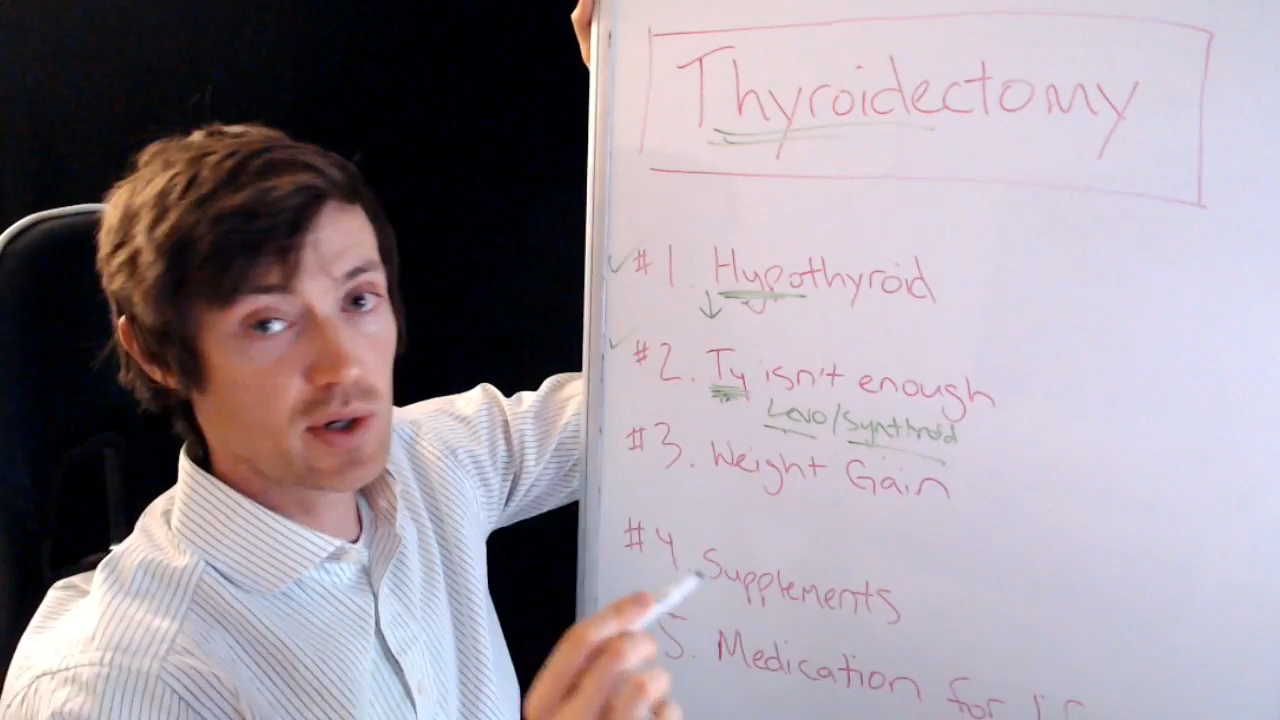 Thyroidectomy
#1. Hypothyroid
#2. T4 isn't enough
Levo/Synthroid
#3. Weight Gain
#4. Supplements
5. Medication for